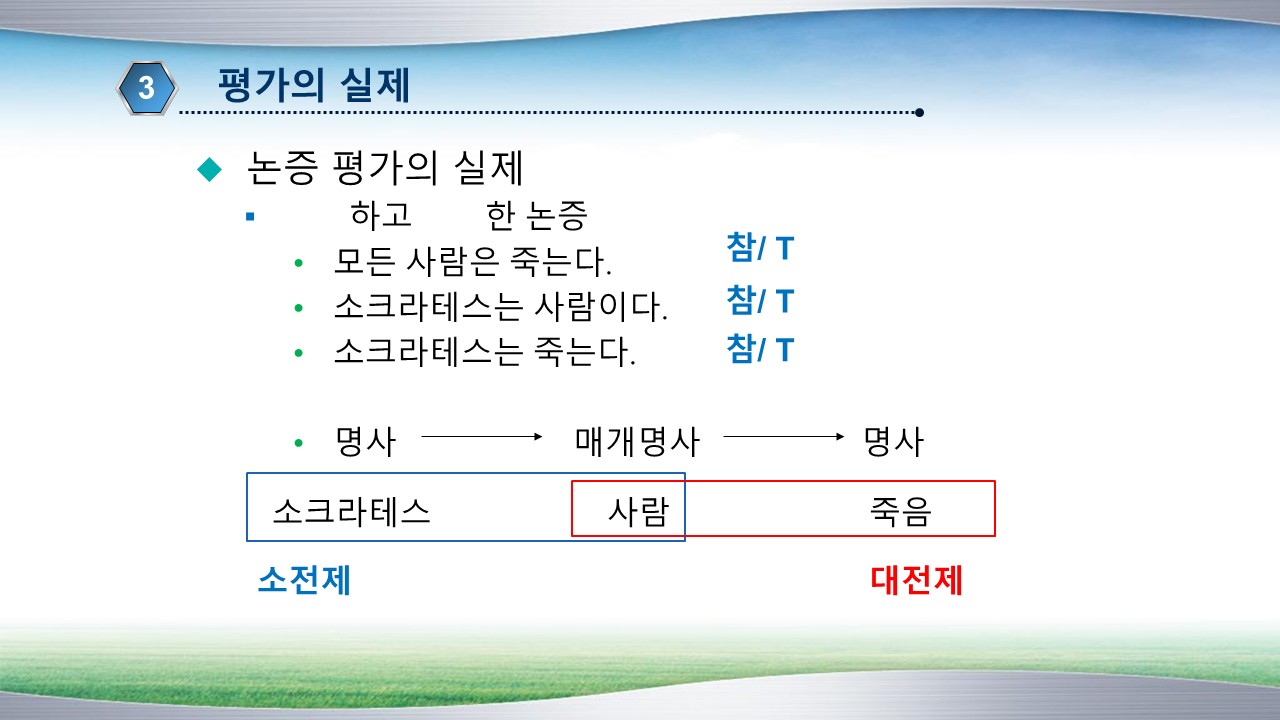 3 평가의 실제
논증 평가의 실제
하고 한 논증
모든 사람은 죽는다. 참/ T
소크라테스는 사람이다. 참/ T
소크라테스는 죽는다. 참/ T
명사 매개명사 명사
소크라테스 사람 죽음
소전제 대전제